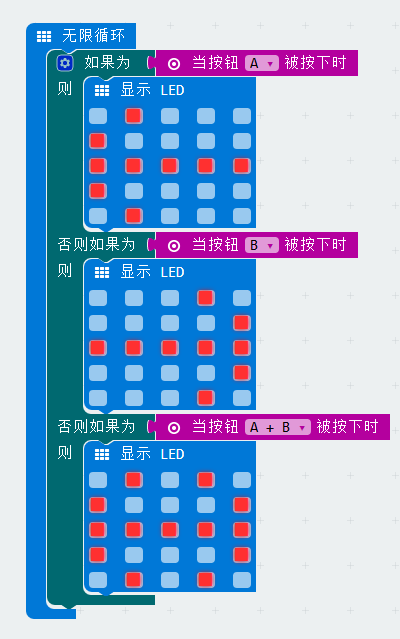 无限循环
如果为 当按钮 A 被按下时
则 显示 LED
否则如果为 当按钮 B 被按下时
则 显示 LED
否则如果为 当按钮 A + B 被按下时
则 显示 LED